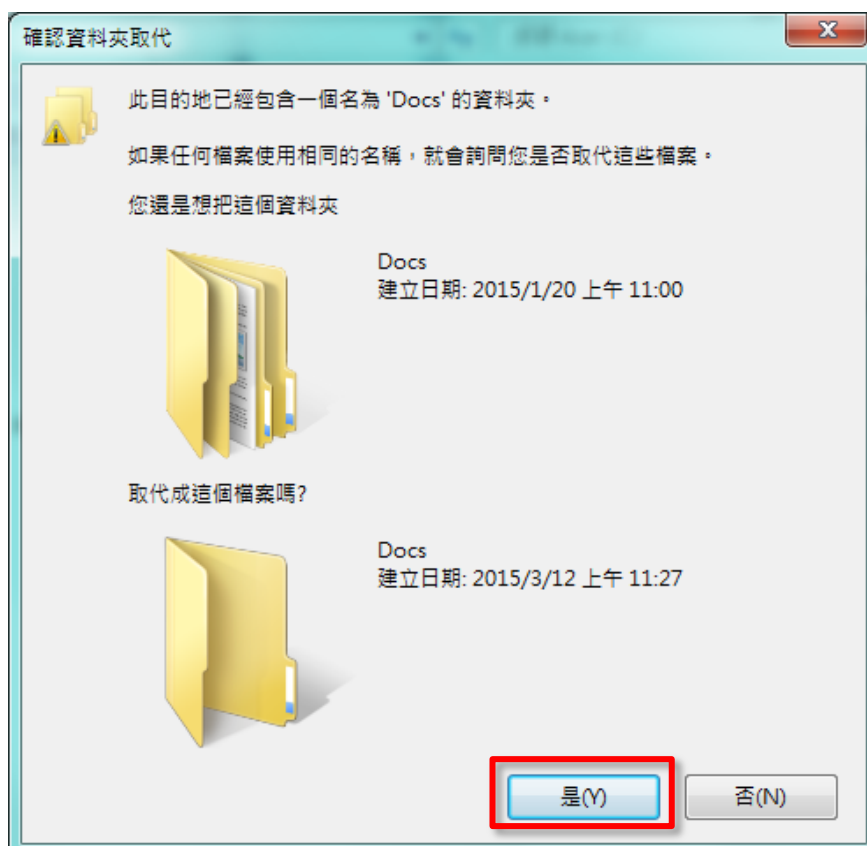 確認資料夾取代
此目的地已經包含一個名為 'Docs' 的資料夾。
如果任何檔案使用相同的名稱，就會詢問您是否取代這些檔案。
您還是想把這個資料夾
Docs
建立日期: 2015/1/20 上午 11:00
取代成這個檔案嗎?
Docs
建立日期: 2015/3/12 上午 11:27
是(Y)
否(N)